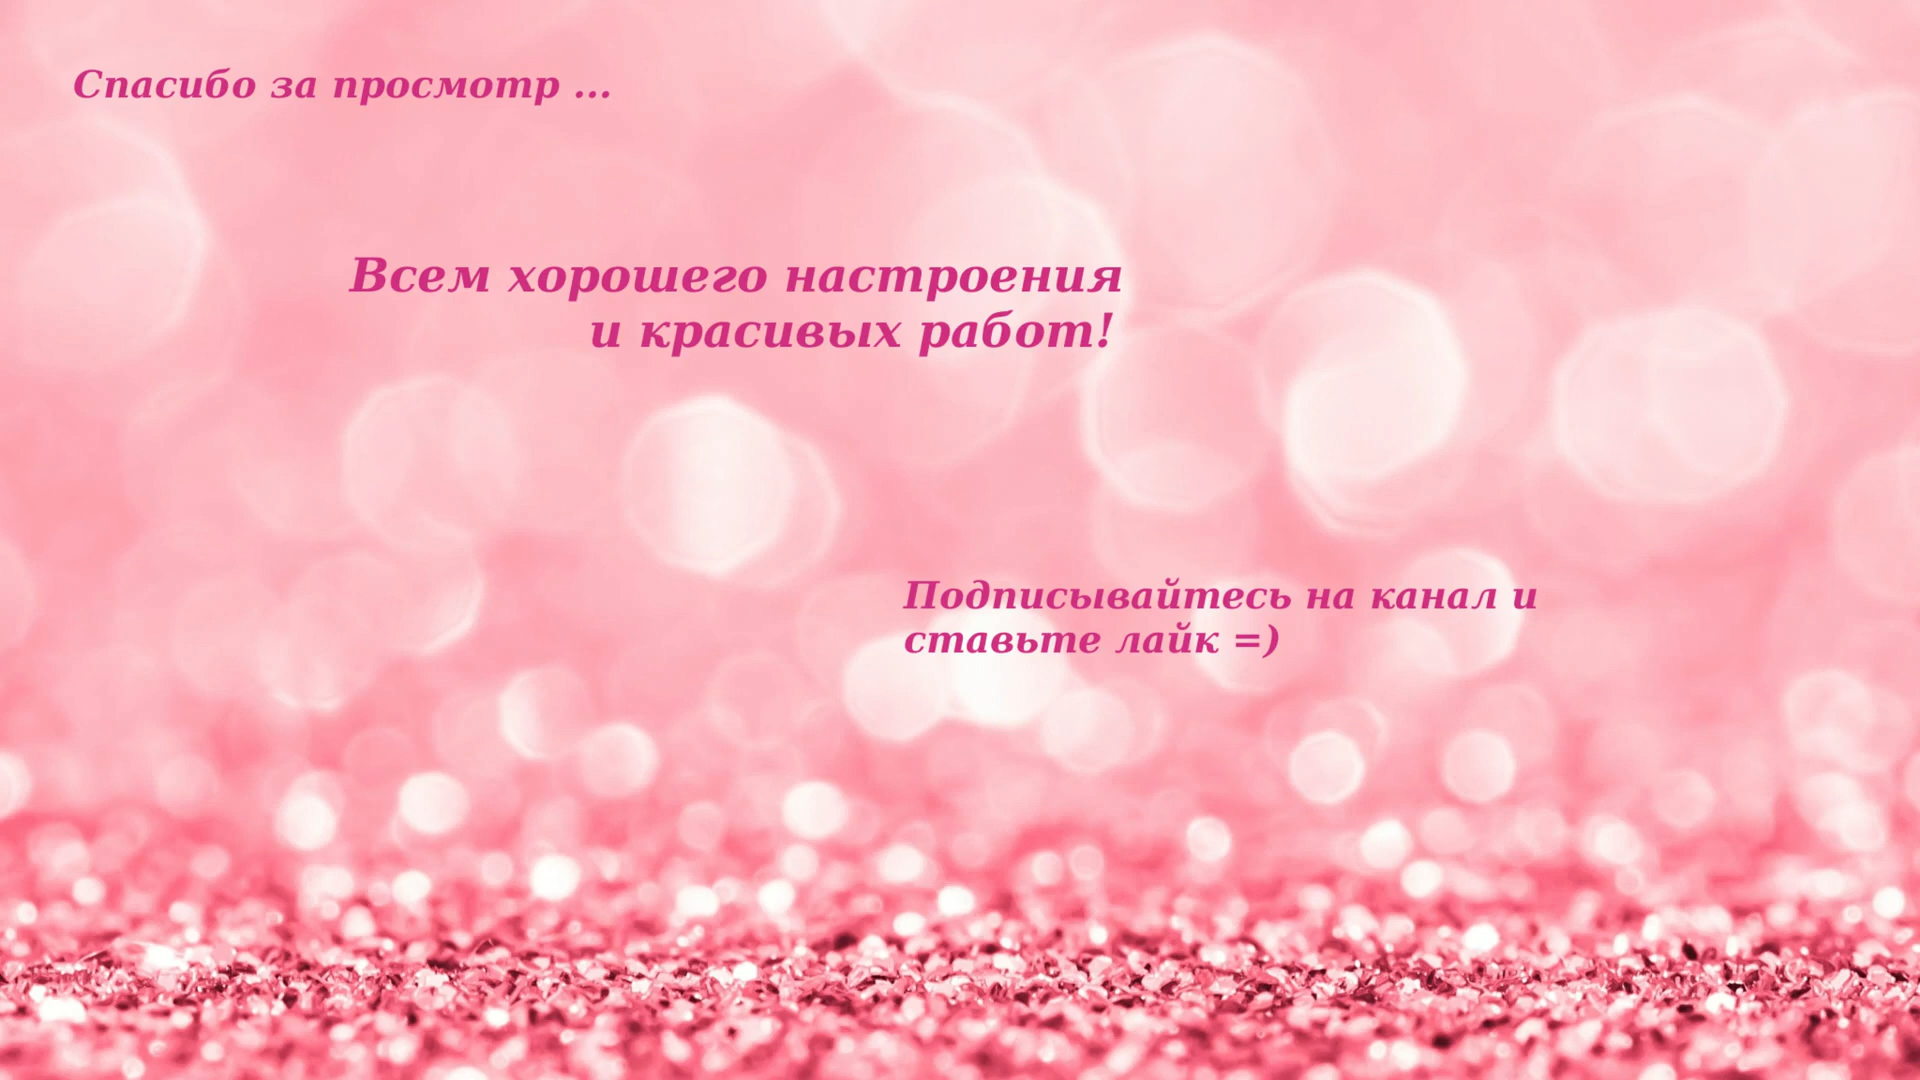 Спасибо за просмотр ...
Всем хорошего настроения
и красивых работ!
Подписывайтесь на канал и
ставьте лайк =)